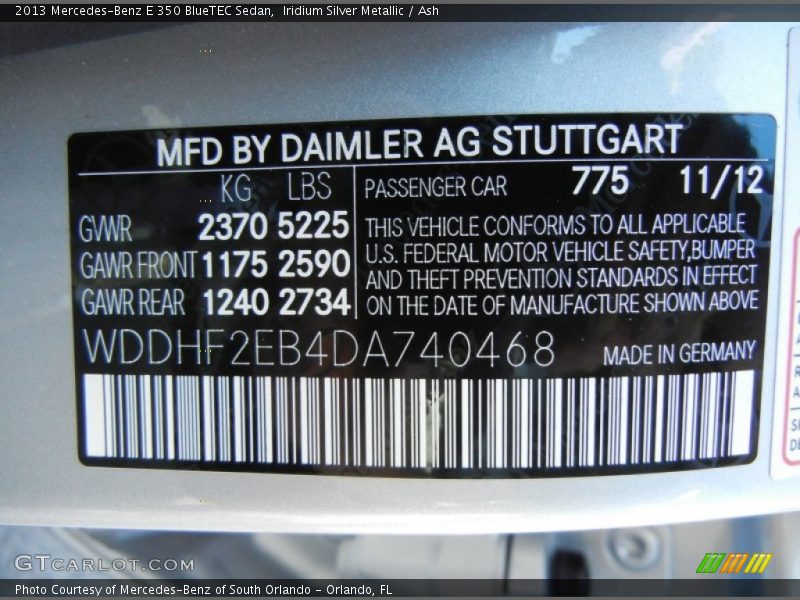 2013 Mercedes-Benz E 350 BlueTEC Sedan, Iridium Silver Metallic / Ash
MFD BY DAIMLER AG STUTTGART
KG LBS
GVWR 2370 5225
GAWR FRONT 1175 2590
GAWR REAR 1240 2734
PASSENGER CAR 775 11/12
THIS VEHICLE CONFORMS TO ALL APPLICABLE
U.S. FEDERAL MOTOR VEHICLE SAFETY,BUMPER
AND THEFT PREVENTION STANDARDS IN EFFECT
ON THE DATE OF MANUFACTURE SHOWN ABOVE
WDDHF2EB4DA740468 MADE IN GERMANY
GTCARLOT.COM
Photo Courtesy of Mercedes-Benz of South Orlando - Orlando, FL